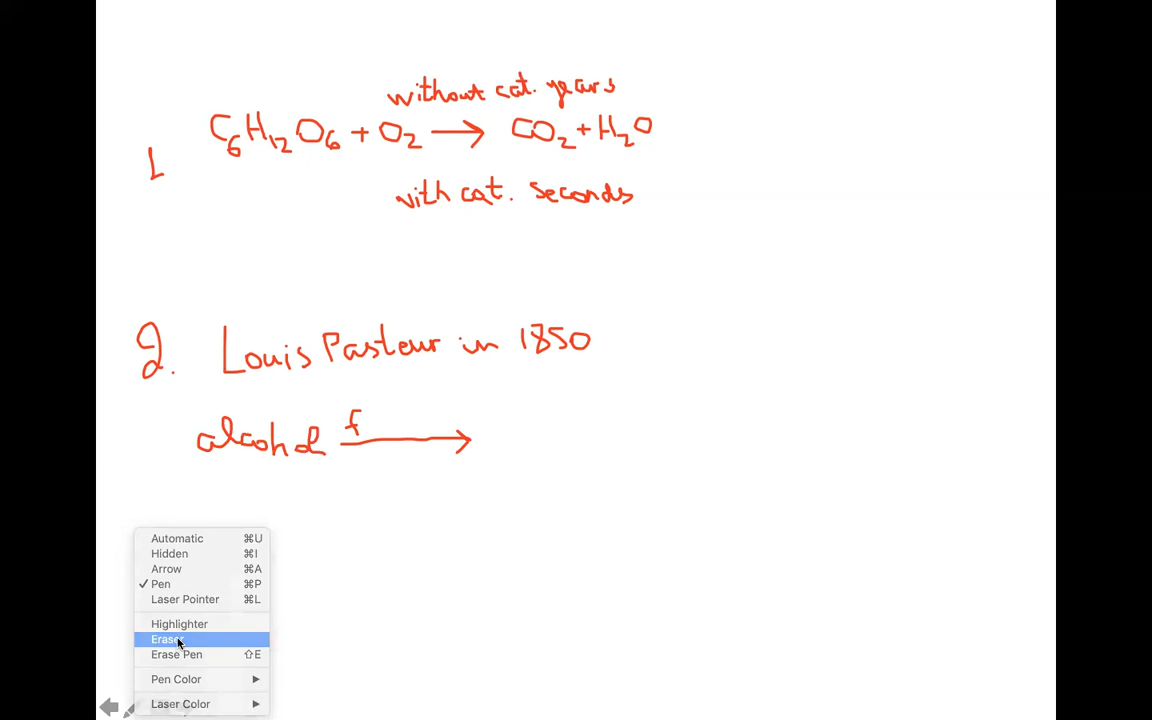 without cat. years
C6H12O6 + O2 → CO2 + H2O
1
with cat. seconds
2. Louis Pasteur in 1850
alcohol f →
Automatic ⌘U
Hidden ⌘I
Arrow ⌘A
✓ Pen ⌘P
Laser Pointer ⌘L
Highlighter
Eraser
Erase Pen ⇧E
Pen Color ▶
Laser Color ▶